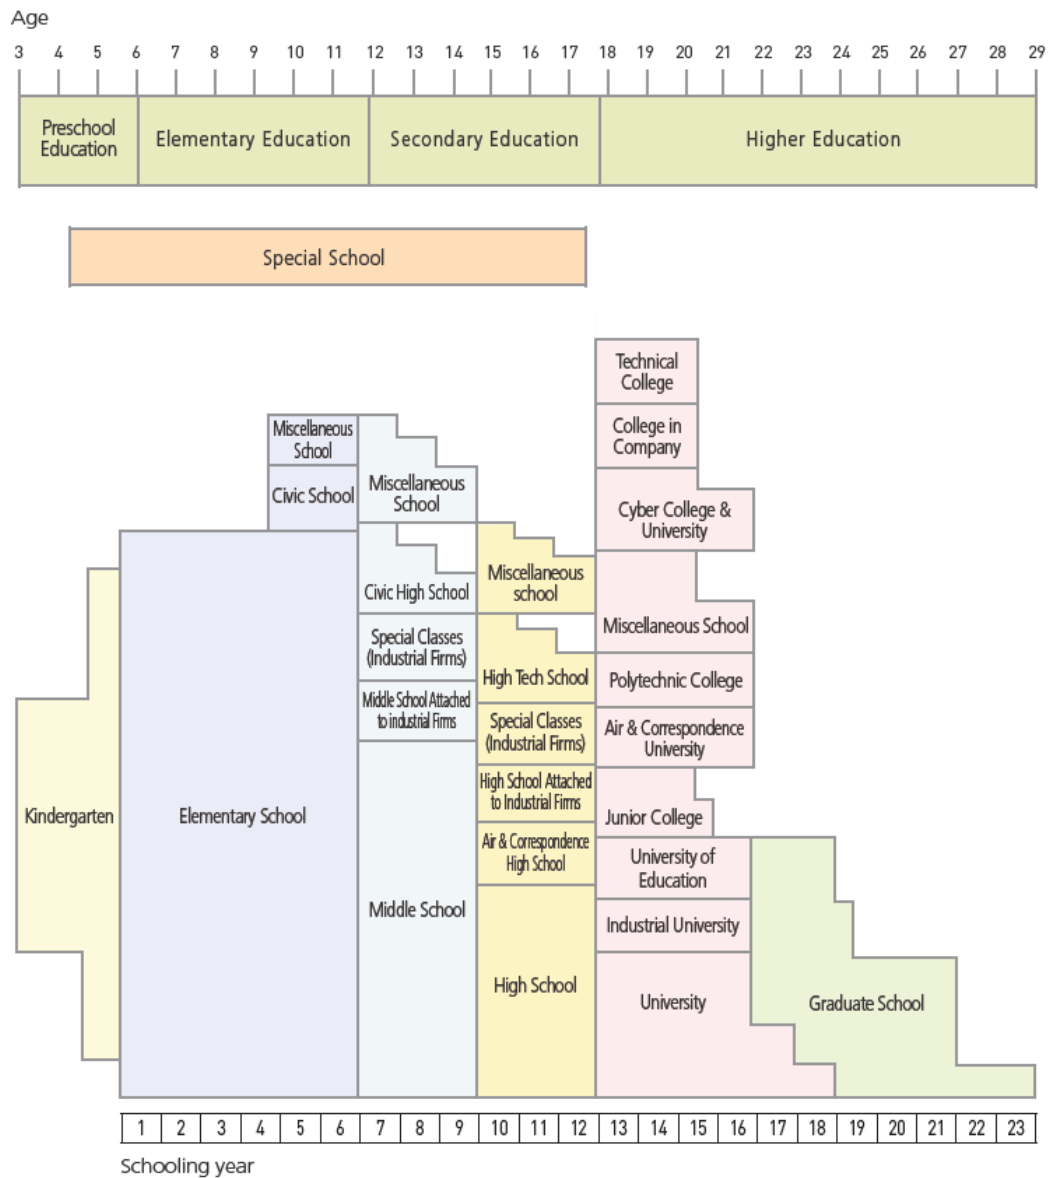 Age
3 4 5 6 7 8 9 10 11 12 13 14 15 16 17 18 19 20 21 22 23 24 25 26 27 28 29
Preschool
Education
Elementary Education
Secondary Education
Higher Education
Special School
Technical
College
College in
Company
Cyber College &
University
Miscellaneous School
Polytechnic College
Air & Correspondence
University
Junior College
University of
Education
Industrial University
University
Graduate School
Miscellaneous
School
Civic School
Elementary School
Kindergarten
Miscellaneous
School
Civic High School
Special Classes
(Industrial Firms)
Middle School Attached
to industrial Firms
Middle School
Miscellaneous
school
High Tech School
Special Classes
(Industrial Firms)
High School Attached
to Industrial Firms
Air & Correspondence
High School
High School
1 2 3 4 5 6 7 8 9 10 11 12 13 14 15 16 17 18 19 20 21 22 23
Schooling year